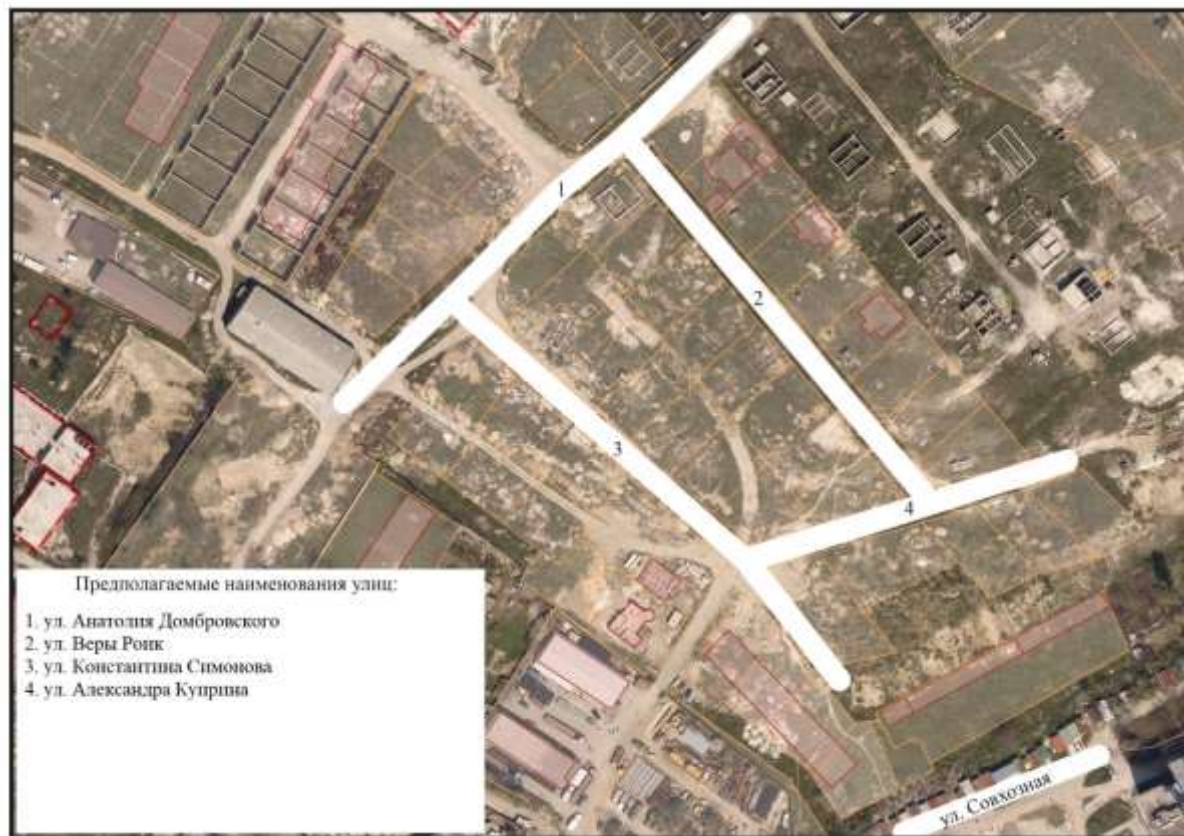 1
2
3
4
Предполагаемые наименования улиц:
1. ул. Анатолия Домбровского
2. ул. Веры Роик
3. ул. Константина Симонова
4. ул. Александра Куприна
ул. Совхозная